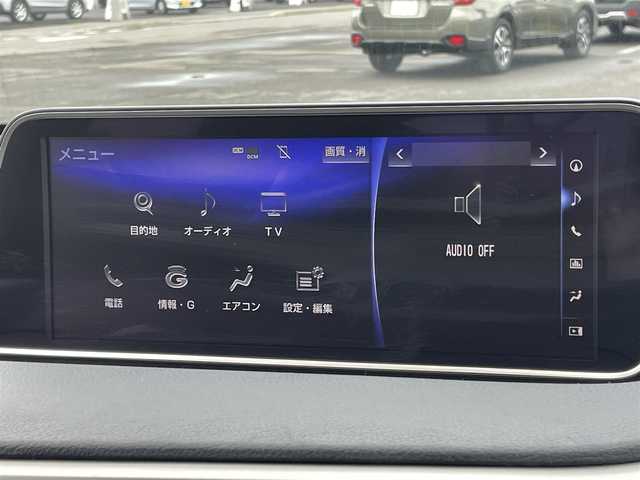 メニュー
DCM
画質・消
<
>
目的地
オーディオ
TV
AUDIO OFF
電話
情報・G
エアコン
設定・編集